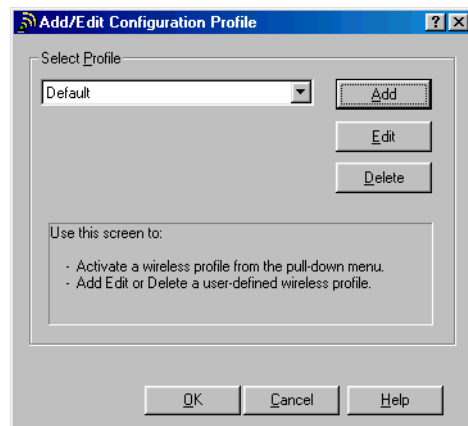 Add/Edit Configuration Profile
Select Profile
Default
Add
Edit
Delete
Use this screen to:
- Activate a wireless profile from the pull-down menu.
- Add Edit or Delete a user-defined wireless profile.
OK
Cancel
Help